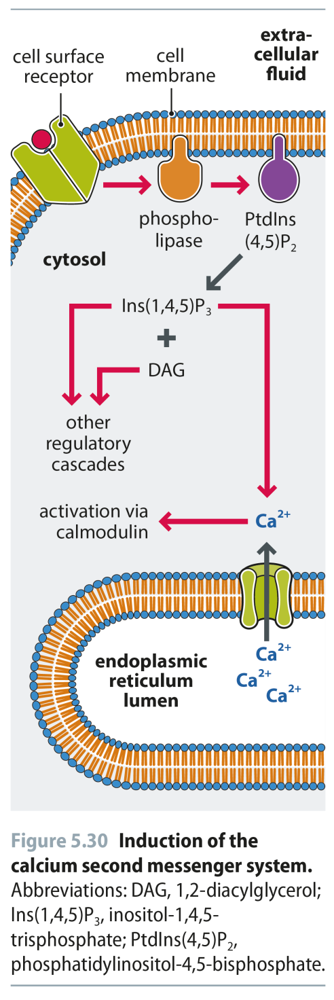 extra-
cellular
fluid
cell surface
receptor
cell
membrane
phospho-
lipase
PtdIns
(4,5)P₂
cytosol
Ins(1,4,5)P₃
+
DAG
other
regulatory
cascades
activation via
calmodulin
Ca²⁺
endoplasmic
reticulum
lumen
Ca²⁺
Ca²⁺
Ca²⁺
Figure 5.30 Induction of the
calcium second messenger system.
Abbreviations: DAG, 1,2-diacylglycerol;
Ins(1,4,5)P₃, inositol-1,4,5-
trisphosphate; PtdIns(4,5)P₂,
phosphatidylinositol-4,5-bisphosphate.